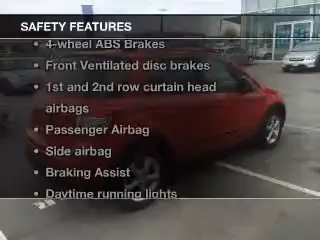 SAFETY FEATURES
• 4-wheel ABS Brakes
• Front Ventilated disc brakes
• 1st and 2nd row curtain head
airbags
• Passenger Airbag
• Side airbag
• Braking Assist
• Daytime running lights